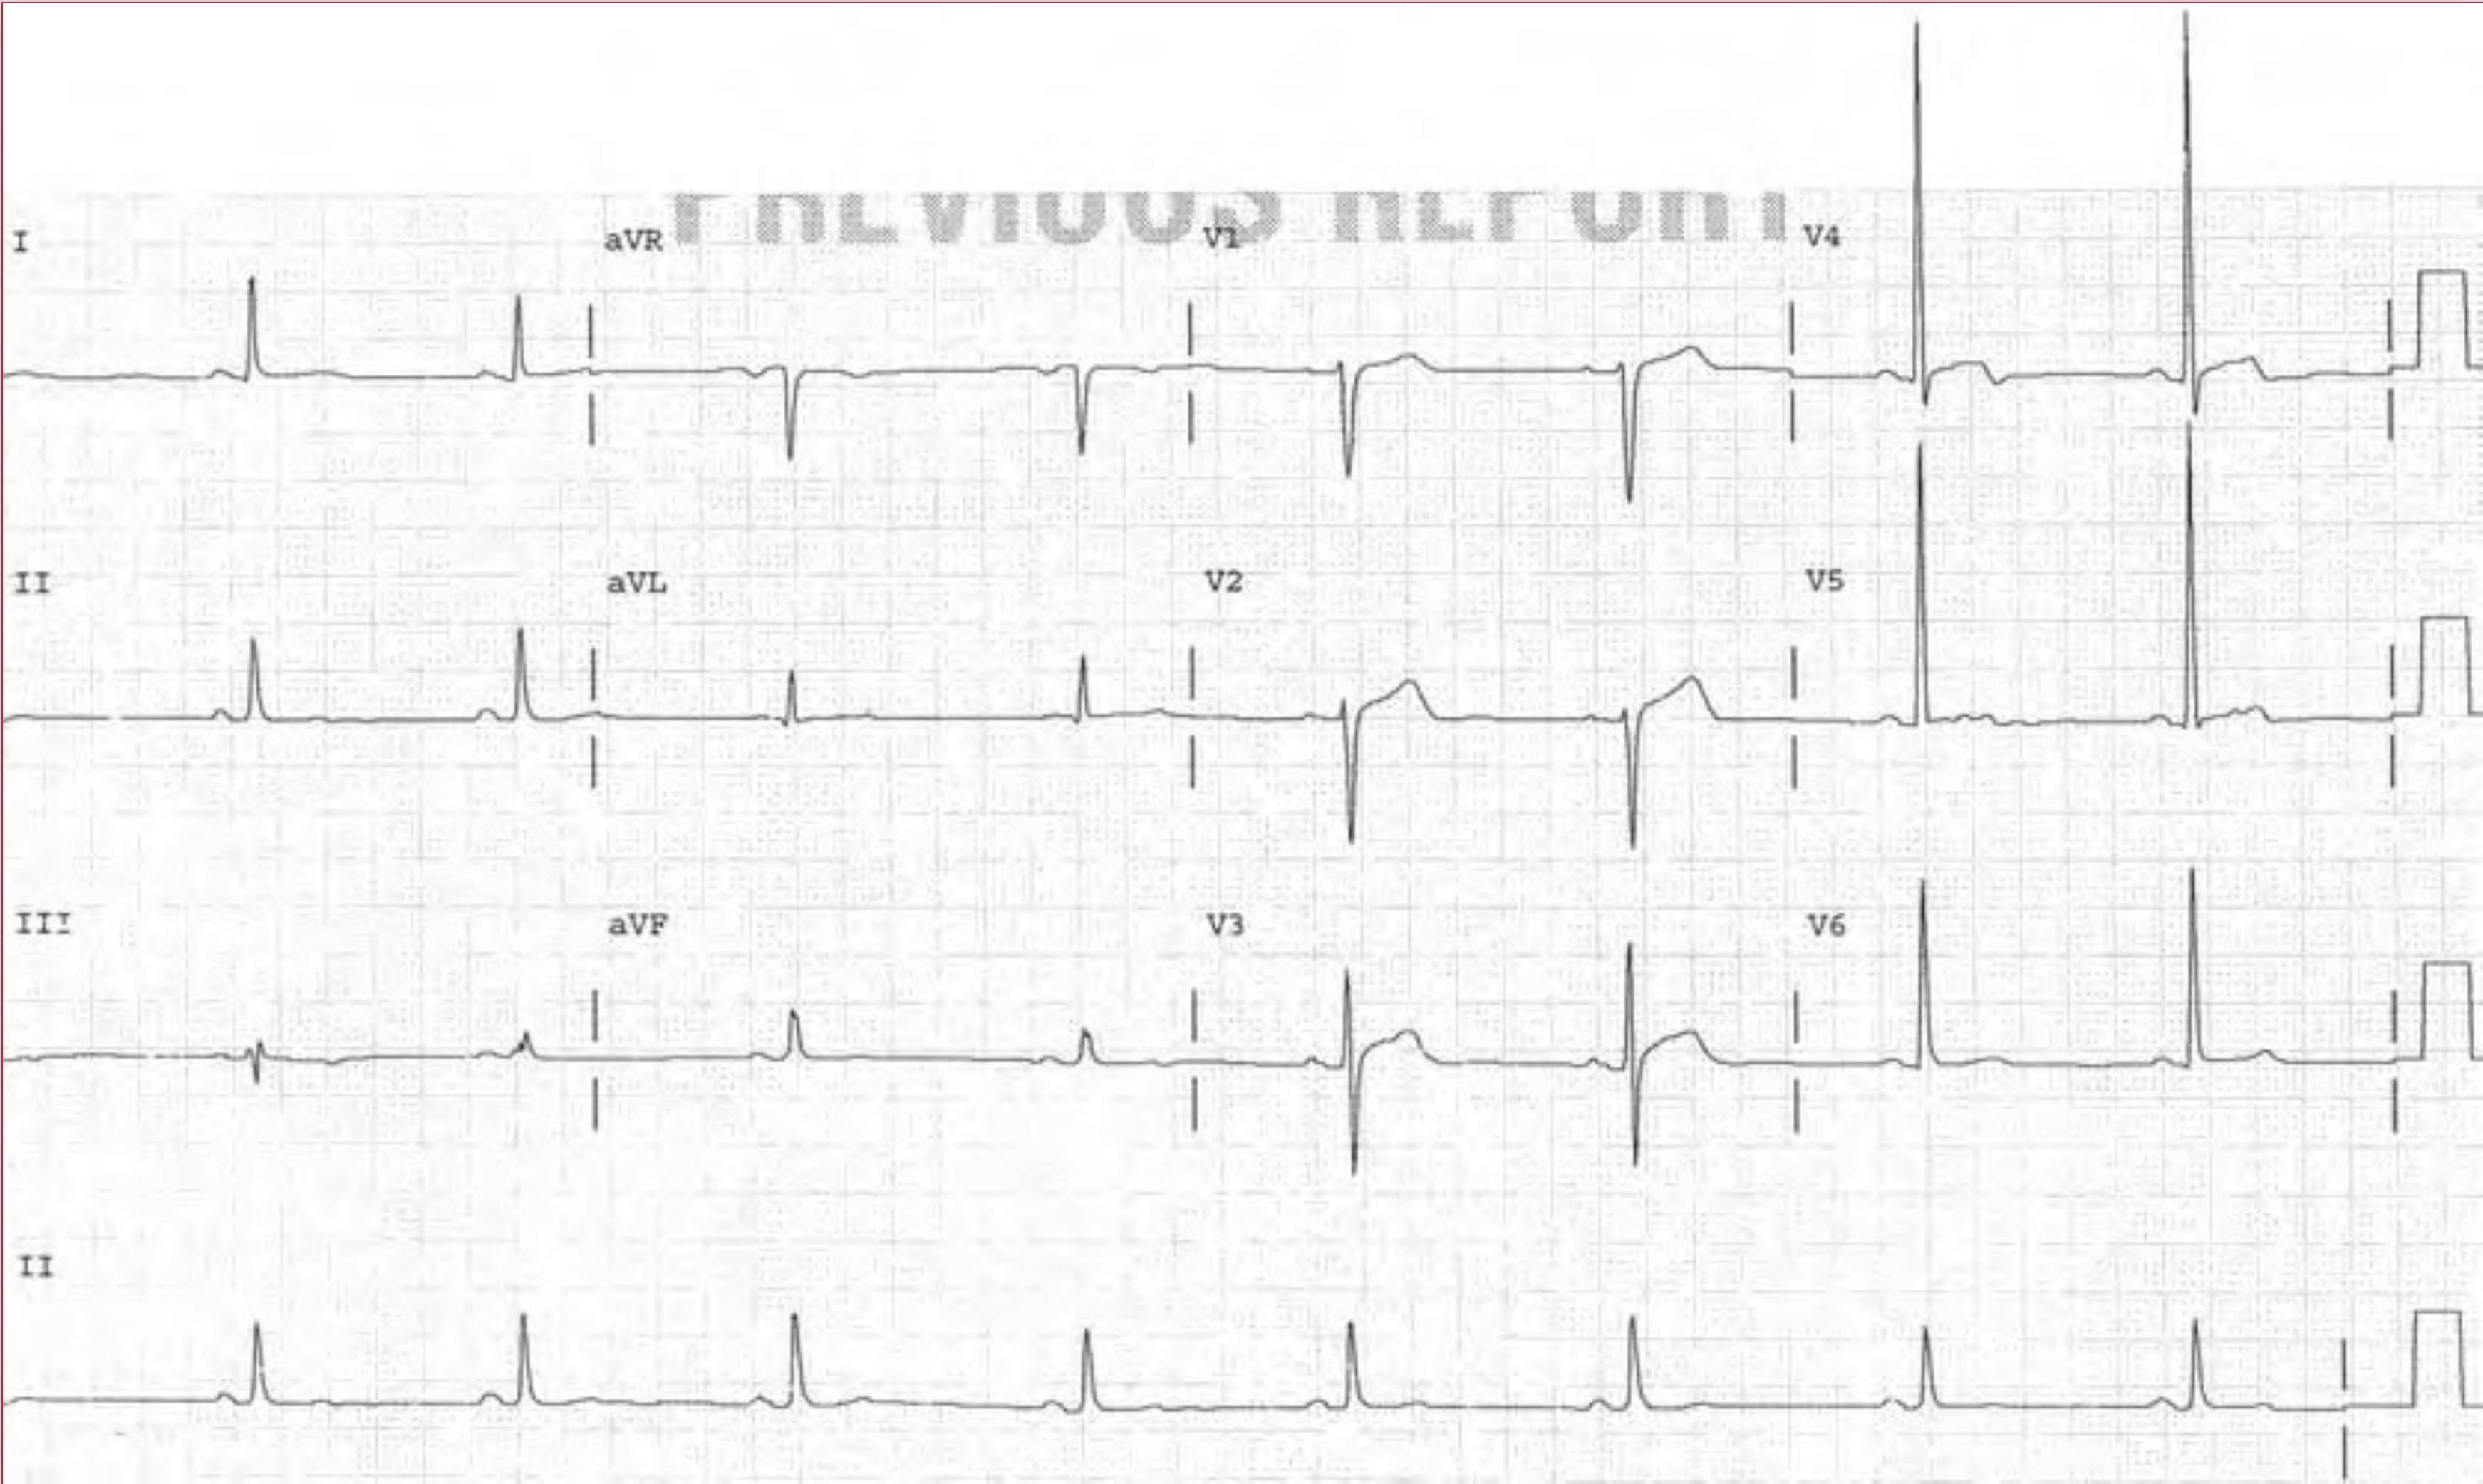 PREVIOUS REPORT
I aVR V1 V4
II aVL V2 V5
III aVF V3 V6
II